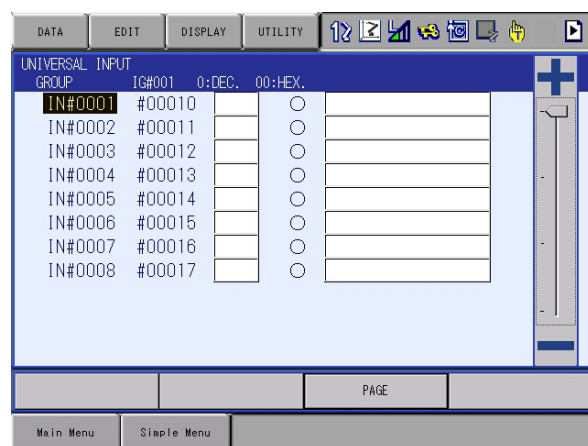 DATA EDIT DISPLAY UTILITY
UNIVERSAL INPUT
GROUP IG#001 0:DEC. 00:HEX.
IN#0001 #00010
IN#0002 #00011
IN#0003 #00012
IN#0004 #00013
IN#0005 #00014
IN#0006 #00015
IN#0007 #00016
IN#0008 #00017
PAGE
Main Menu Simple Menu